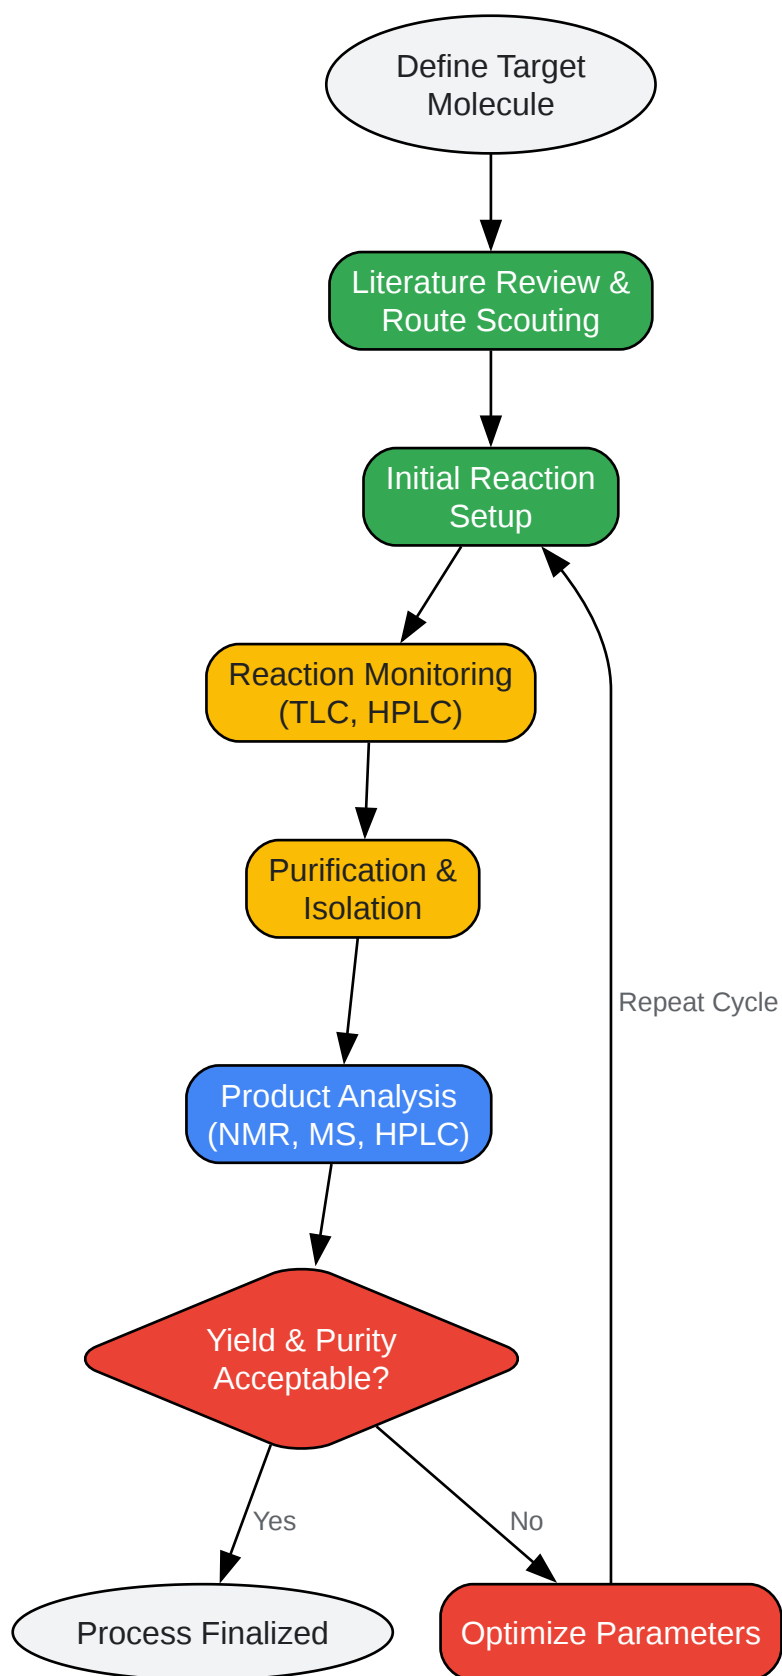 Define Target
Molecule
Literature Review &
Route Scouting
Initial Reaction
Setup
Reaction Monitoring
(TLC, HPLC)
Purification &
Isolation
Repeat Cycle
Product Analysis
(NMR, MS, HPLC)
Yield & Purity
Acceptable?
Yes
No
Process Finalized
Optimize Parameters